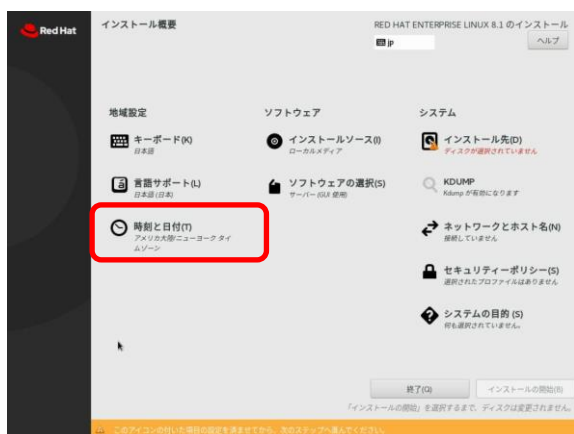 Red Hat
インストール概要
RED HAT ENTERPRISE LINUX 8.1 のインストール
jp
ヘルプ
地域設定
キーボード(K)
日本語
言語サポート(L)
日本語 (日本)
時刻と日付(T)
アメリカ大陸/ニューヨーク タイ
ムゾーン
ソフトウェア
インストールソース(I)
ローカルメディア
ソフトウェアの選択(S)
サーバー (GUI 使用)
システム
インストール先(D)
ディスクが選択されていません
KDUMP
Kdump が有効になります
ネットワークとホスト名(N)
接続していません
セキュリティーポリシー(S)
選択されたプロファイルはありません
システムの目的 (S)
何も選択されていません。
終了(Q)
インストールの開始(B)
「インストールの開始」を選択するまで、ディスクは変更されません。
このアイコンの付いた項目の設定を済ませてから、次のステップへ進んでください。